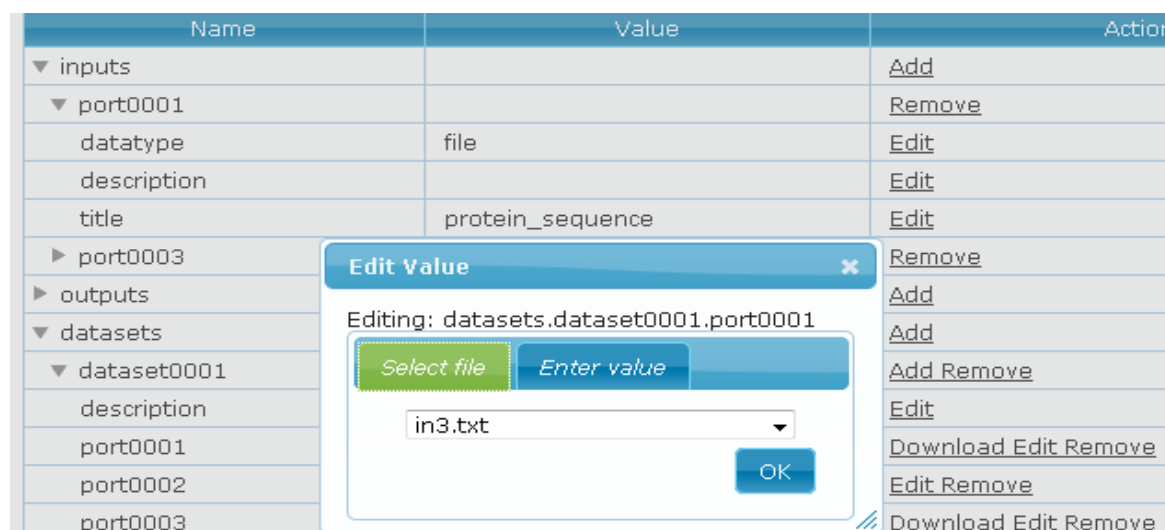 Name Value Action
inputs Add
port0001 Remove
datatype file Edit
description Edit
title protein_sequence Edit
port0003 Remove
Edit Value
outputs Add
Editing: datasets.dataset0001.port0001
datasets Add
Select file Enter value
dataset0001 Add Remove
description Edit
in3.txt
port0001 Download Edit Remove
OK
port0002 Edit Remove
port0003 Download Edit Remove